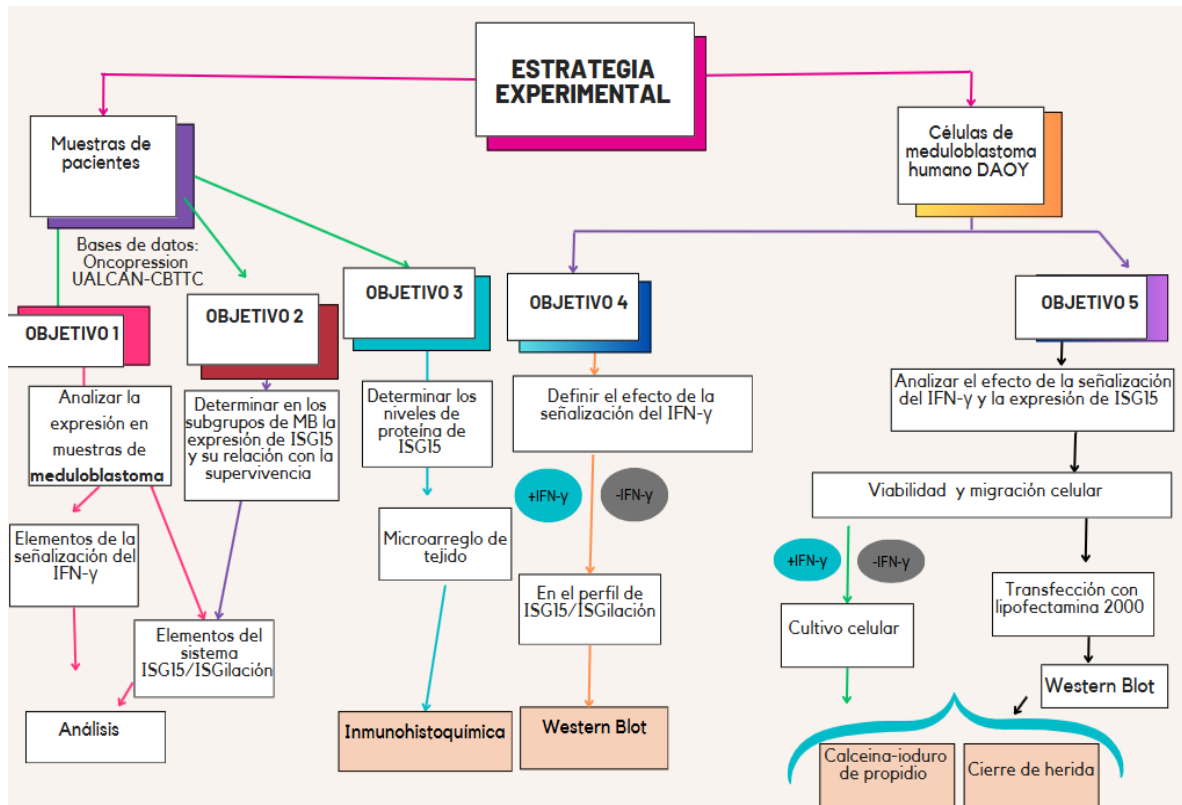 ESTRATEGIA
EXPERIMENTAL
Muestras de
pacientes
Células de
meduloblastoma
humano DAOY
Bases de datos:
Oncopression
UALCAN-CBTTC
OBJETIVO 1
OBJETIVO 2
OBJETIVO 3
OBJETIVO 4
OBJETIVO 5
Analizar la
expresión en
muestras de
meduloblastoma
Determinar en los
subgrupos de MB la
expresión de ISG15
y su relación con la
supervivencia
Determinar los
niveles de
proteína de
ISG15
Definir el efecto de la
señalización del IFN-γ
Analizar el efecto de la señalización
del IFN-γ y la expresión de ISG15
+IFN-γ
-IFN-γ
Viabilidad y migración celular
Elementos de la
señalización del
IFN-γ
Microarreglo de
tejido
+IFN-γ
-IFN-γ
En el perfil de
ISG15/ISGilación
Transfección con
lipofectamina 2000
Elementos del
sistema
ISG15/ISGilación
Cultivo celular
Western Blot
Análisis
Inmunohistoquímica
Western Blot
Calceina-ioduro
de propidio
Cierre de herida